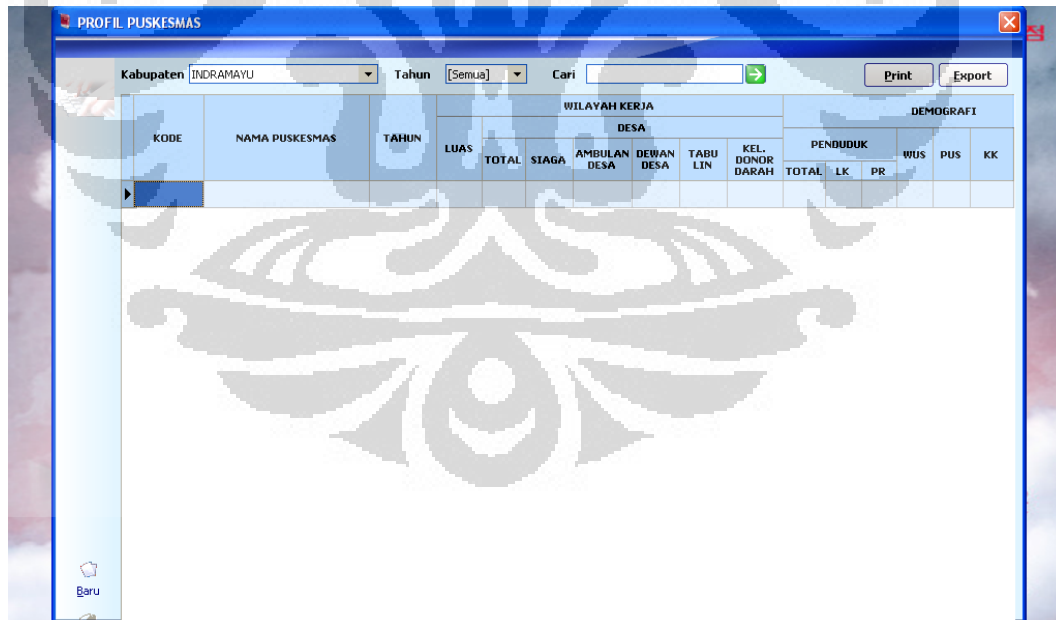 PROFIL PUSKESMAS
점
Kabupaten INDRAMAYU Tahun [Semua] Cari Print Export
WILAYAH KERJA DEMOGRAFI
DESA
KODE NAMA PUSKESMAS TAHUN LUAS TOTAL SIAGA AMBULAN DESA DEWAN DESA TABU LIN KEL. DONOR DARAH PENDUDUK WUS PUS KK
TOTAL LK PR
Baru